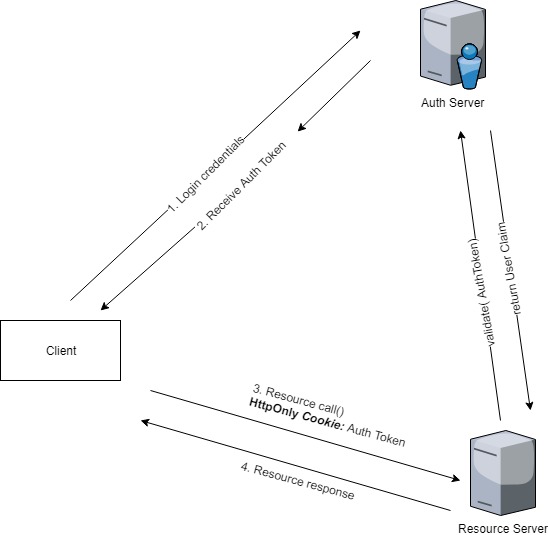 Auth Server
1. Login credentials
2. Receive Auth Token
validate( AuthToken)
return User Claim
Client
3. Resource call()
HttpOnly Cookie: Auth Token
4. Resource response
Resource Server